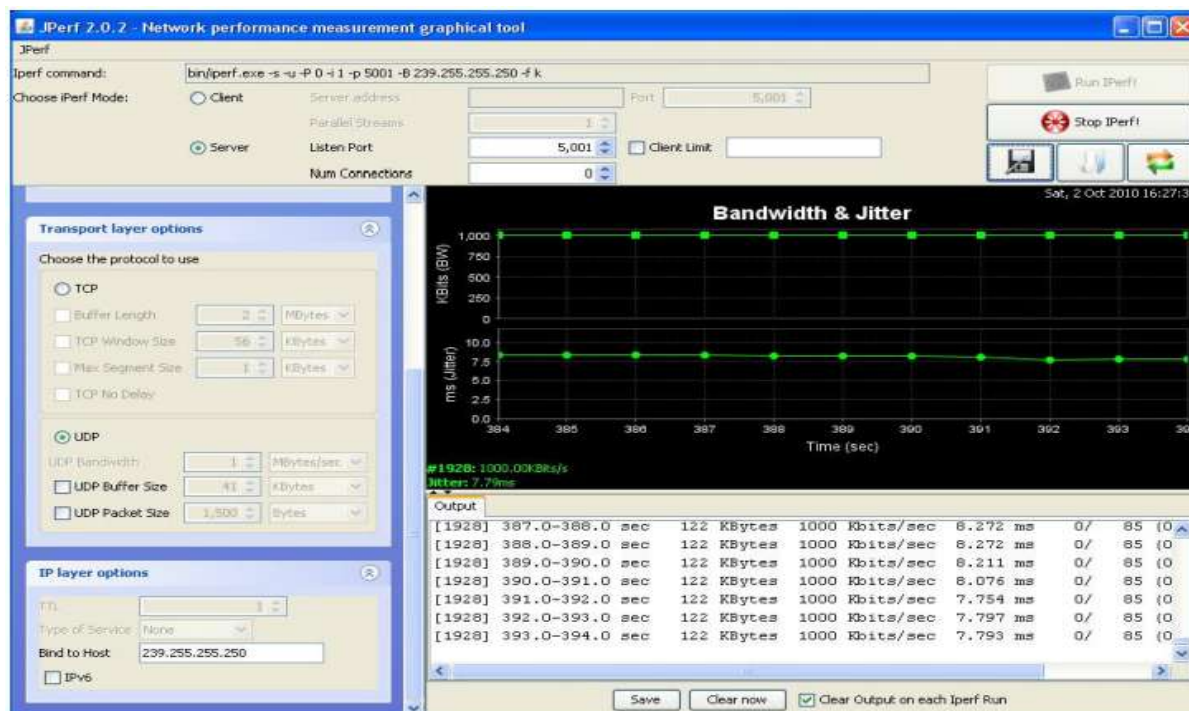 JPerf 2.0.2 - Network performance measurement graphical tool
JPerf
Iperf command: bin/iperf.exe -s -u -P 0 -i 1 -p 5001 -B 239.255.255.250 -f k
Choose iPerf Mode: Client Server address Port 5,001
Parallel Streams 1
Server Listen Port 5,001 Client Limit
Num Connections 0
Run IPerf!
Stop IPerf!
Transport layer options
Choose the protocol to use
TCP
Buffer Length 2 MBytes
TCP Window Size 56 KBytes
Max Segment Size 1 KBytes
TCP No Delay
UDP
UDP Bandwidth 1 MBytes/sec
UDP Buffer Size 41 KBytes
UDP Packet Size 1,500 Bytes
IP layer options
TTL 1
Type of Service None
Bind to Host 239.255.255.250
IPv6
Sat, 2 Oct 2010 16:27:3
Bandwidth & Jitter
KBits (BW)
1,000
750
500
250
0
ms (Jitter)
10.0
7.5
5.0
2.5
0.0
384 385 386 387 388 389 390 391 392 393 39
Time (sec)
#1928: 1000.00KBits/s
Jitter: 7.79ms
Output
[1928] 387.0-388.0 sec 122 KBytes 1000 Kbits/sec 8.272 ms 0/ 85 (0
[1928] 388.0-389.0 sec 122 KBytes 1000 Kbits/sec 8.272 ms 0/ 85 (0
[1928] 389.0-390.0 sec 122 KBytes 1000 Kbits/sec 8.211 ms 0/ 85 (0
[1928] 390.0-391.0 sec 122 KBytes 1000 Kbits/sec 8.076 ms 0/ 85 (0
[1928] 391.0-392.0 sec 122 KBytes 1000 Kbits/sec 7.754 ms 0/ 85 (0
[1928] 392.0-393.0 sec 122 KBytes 1000 Kbits/sec 7.797 ms 0/ 85 (0
[1928] 393.0-394.0 sec 122 KBytes 1000 Kbits/sec 7.793 ms 0/ 85 (0
Save Clear now Clear Output on each Iperf Run